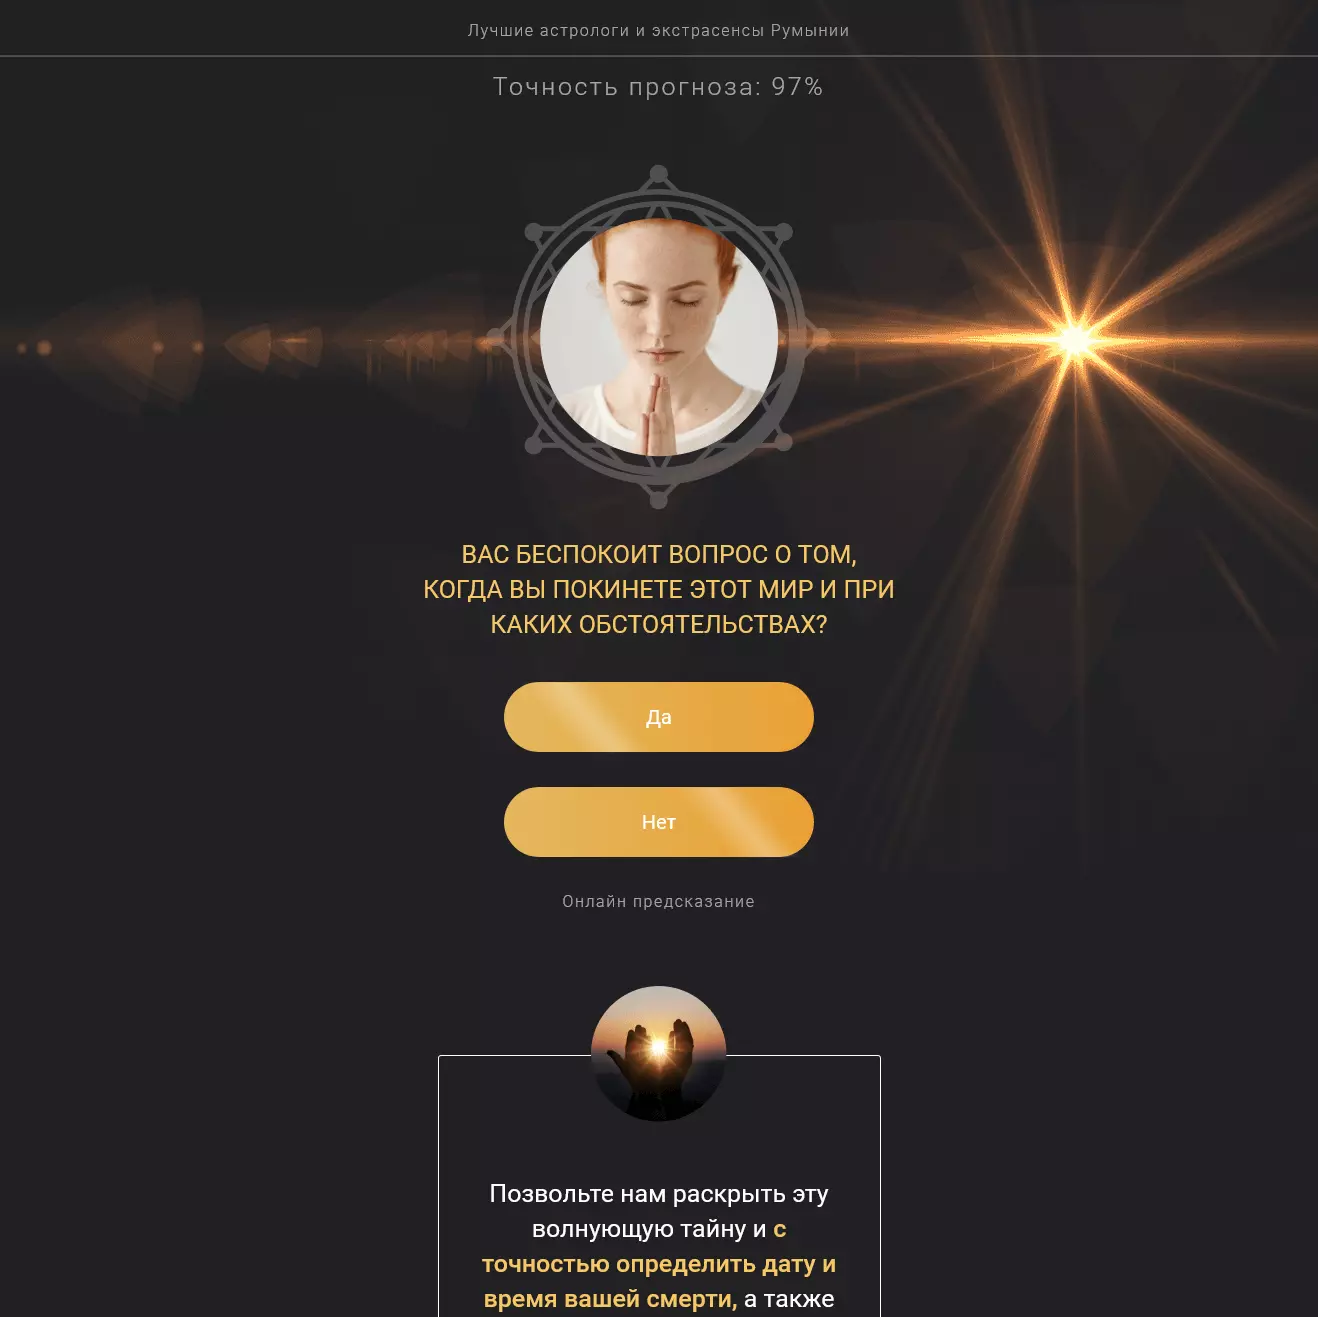 Лучшие астрологи и экстрасенсы Румынии
Точность прогноза: 97%
ВАС БЕСПОКОИТ ВОПРОС О ТОМ,
КОГДА ВЫ ПОКИНЕТЕ ЭТОТ МИР И ПРИ
КАКИХ ОБСТОЯТЕЛЬСТВАХ?
Да
Нет
Онлайн предсказание
Позвольте нам раскрыть эту
волнующую тайну и с
точностью определить дату и
время вашей смерти, а также